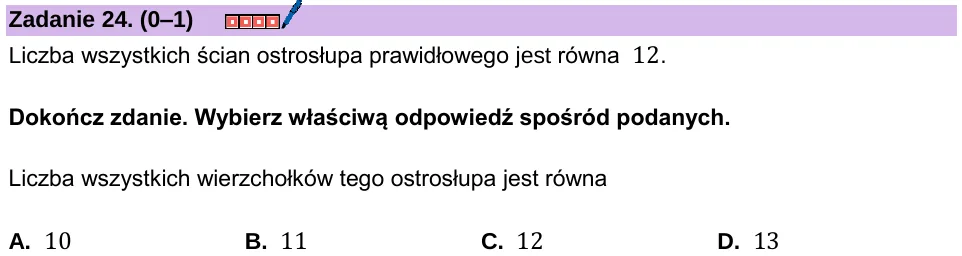 Zadanie 24. (0–1)
Liczba wszystkich ścian ostrosłupa prawidłowego jest równa 12.
Dokończ zdanie. Wybierz właściwą odpowiedź spośród podanych.
Liczba wszystkich wierzchołków tego ostrosłupa jest równa
A. 10 B. 11 C. 12 D. 13